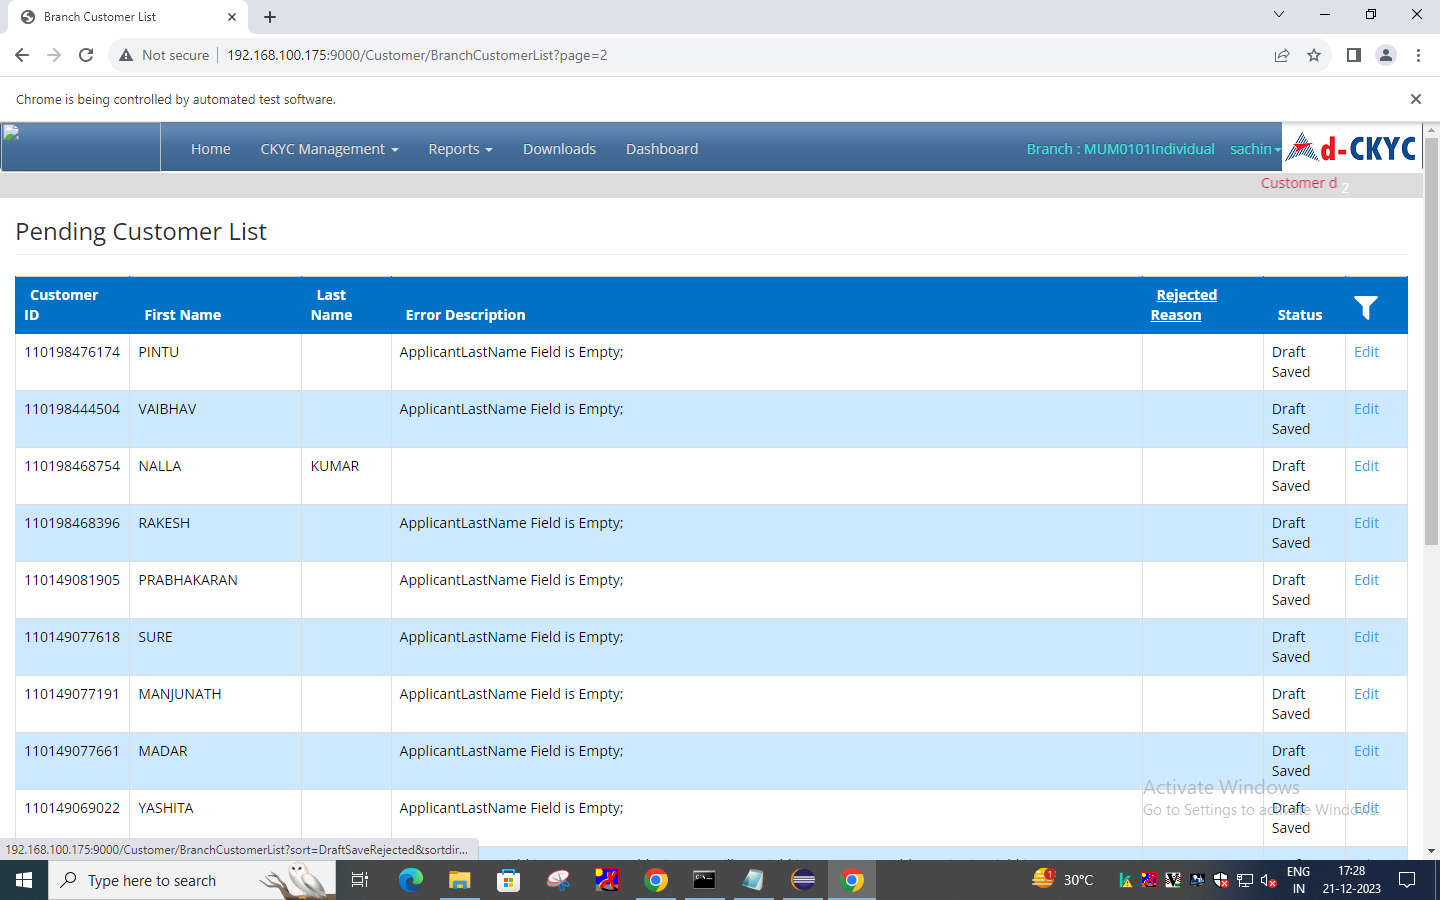 Branch Customer List
Not secure
192.168.100.175:9000/Customer/BranchCustomerList?page=2
Chrome is being controlled by automated test software.
Home CKYC Management Reports Downloads Dashboard Branch : MUM0101Individual sachin d-CKYC
Customer d 2
Pending Customer List
Customer ID First Name Last Name Error Description Rejected Reason Status
110198476174 PINTU ApplicantLastName Field is Empty; Draft Saved Edit
110198444504 VAIBHAV ApplicantLastName Field is Empty; Draft Saved Edit
110198468754 NALLA KUMAR Draft Saved Edit
110198468396 RAKESH ApplicantLastName Field is Empty; Draft Saved Edit
110149081905 PRABHAKARAN ApplicantLastName Field is Empty; Draft Saved Edit
110149077618 SURE ApplicantLastName Field is Empty; Draft Saved Edit
110149077191 MANJUNATH ApplicantLastName Field is Empty; Draft Saved Edit
110149077661 MADAR ApplicantLastName Field is Empty; Draft Saved Edit
110149069022 YASHITA ApplicantLastName Field is Empty; Draft Saved Edit
Activate Windows
Go to Settings to activate Windows.
192.168.100.175:9000/Customer/BranchCustomerList?sort=DraftSaveRejected&sortdir...
Type here to search
1
30°C
ENG
IN
17:28
21-12-2023